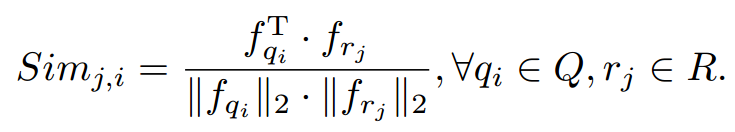 $Sim_{j,i} = \frac{f_{q_i}^{\mathrm{T}} \cdot f_{r_j}}{\|f_{q_i}\|_2 \cdot \|f_{r_j}\|_2}, \forall q_i \in Q, r_j \in R.$